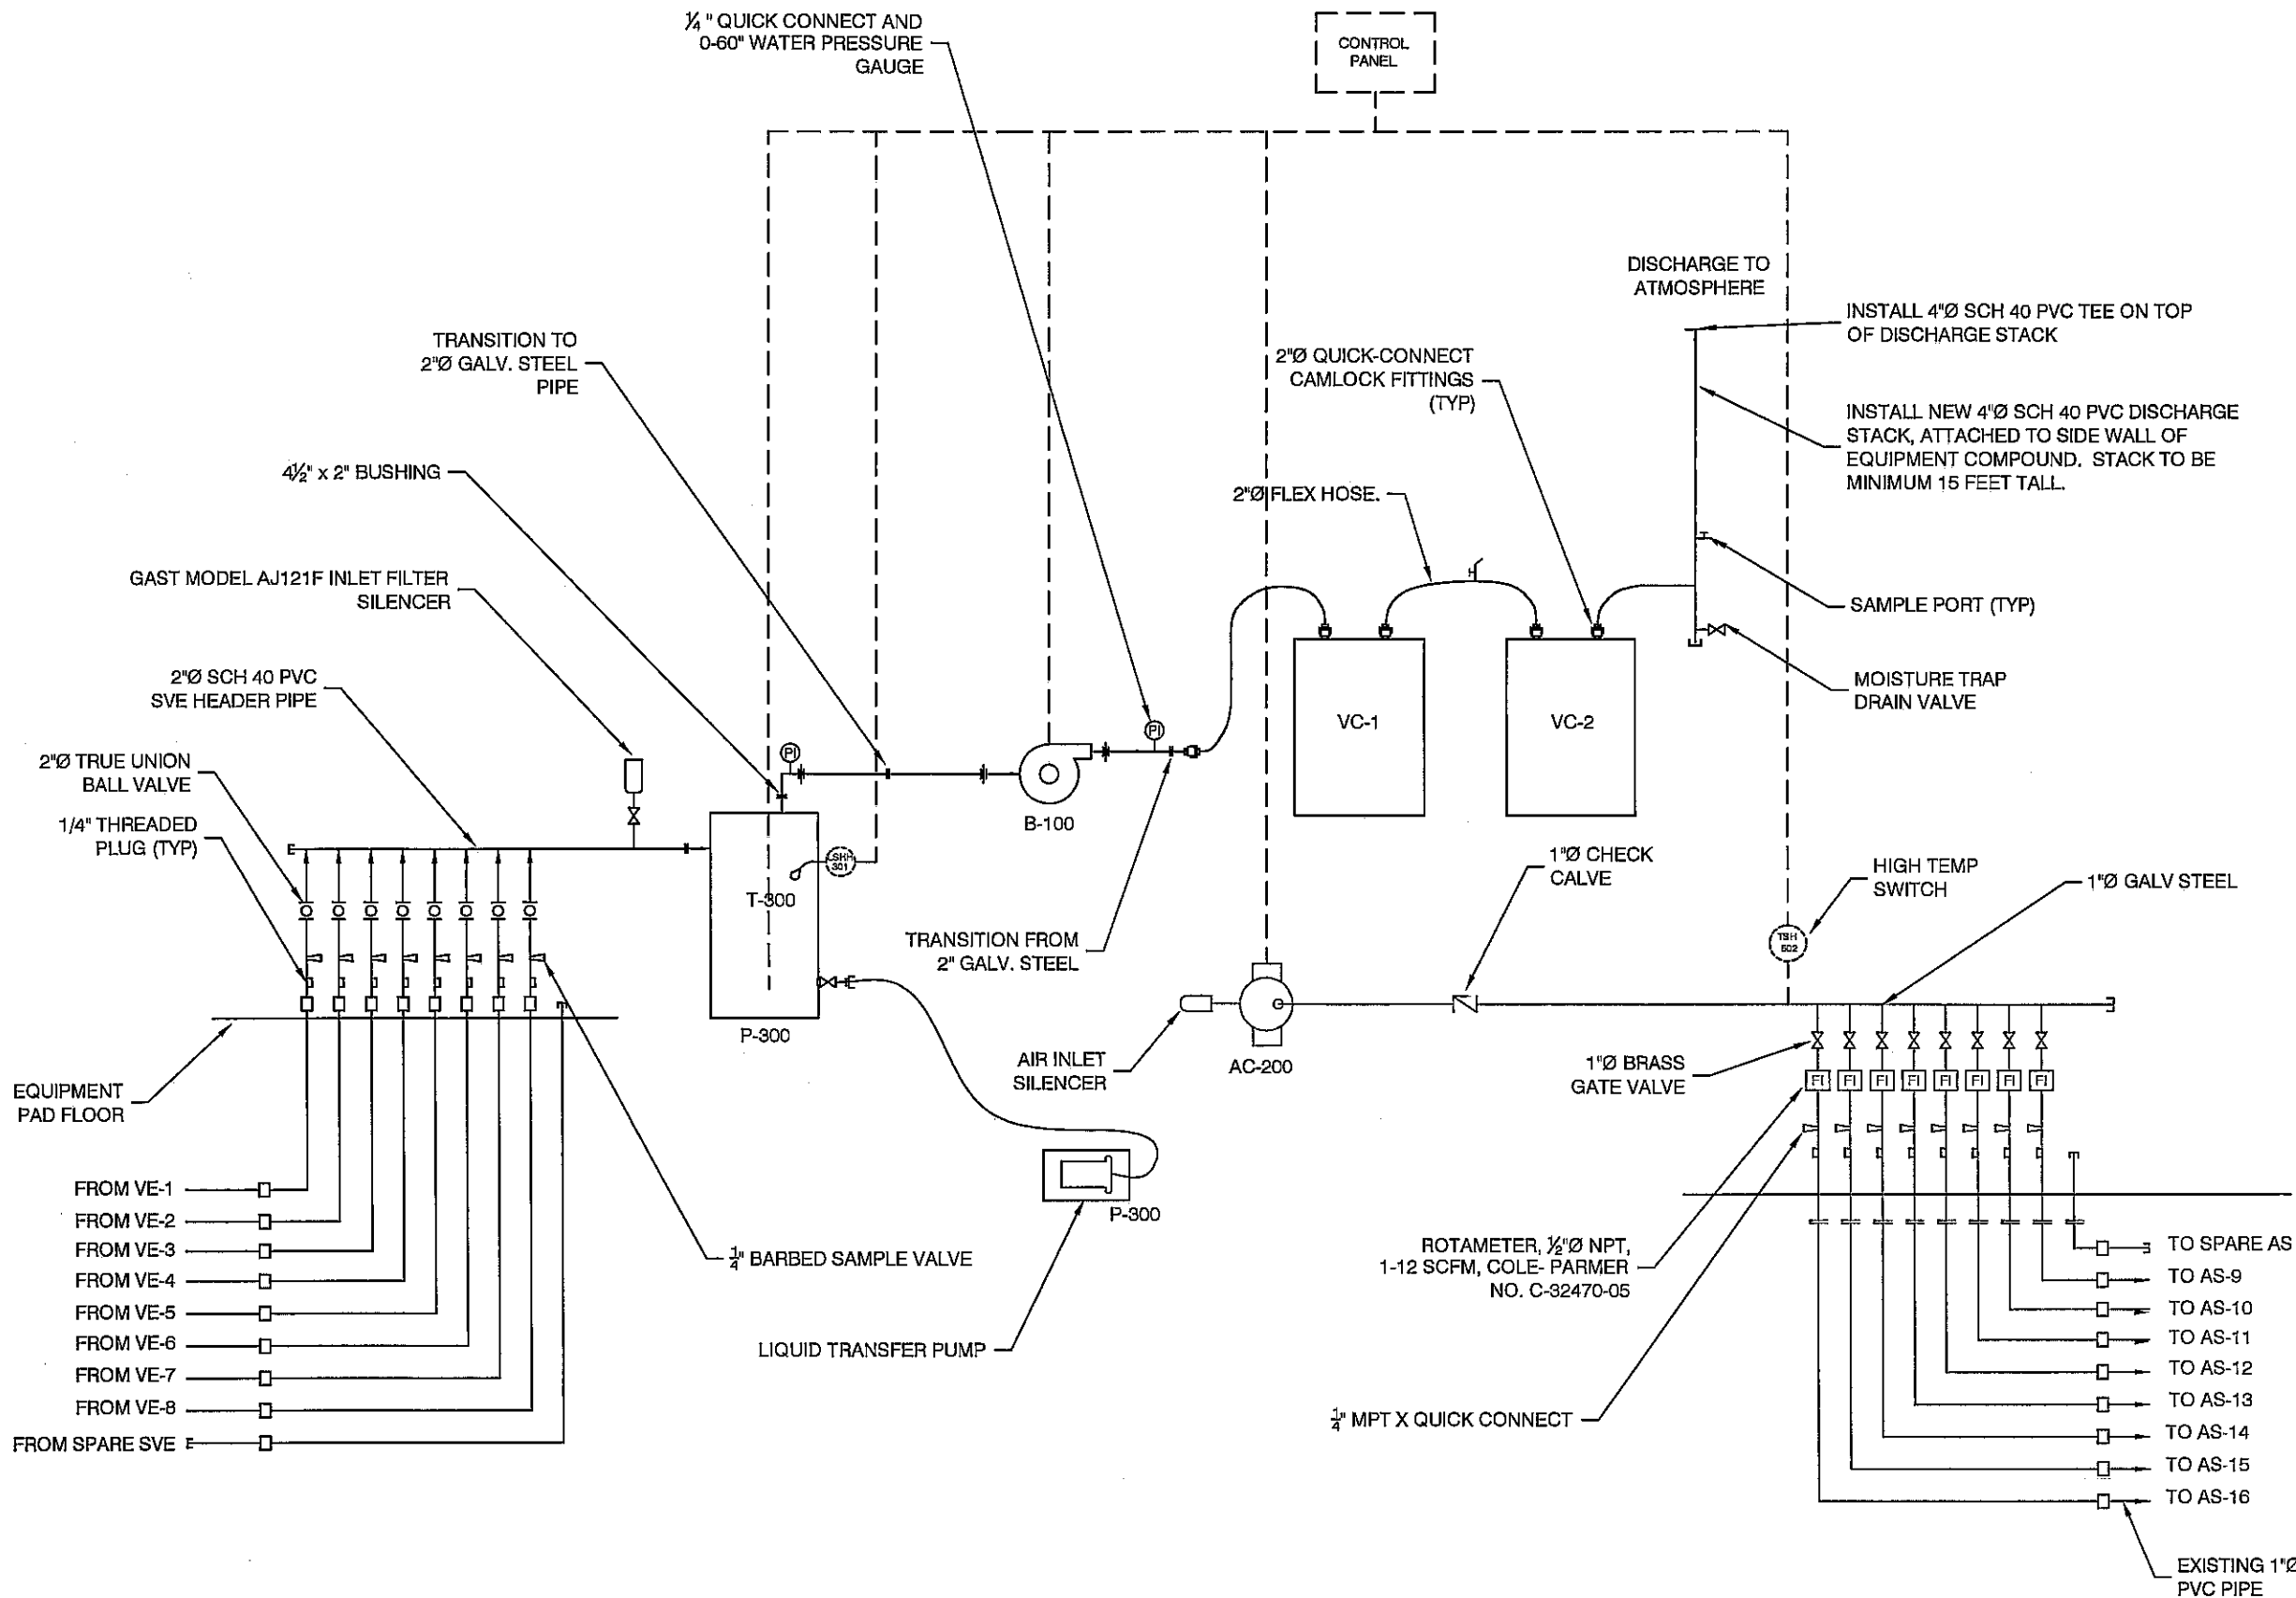 ¼" QUICK CONNECT AND
0-60" WATER PRESSURE
GAUGE
CONTROL
PANEL
DISCHARGE TO
ATMOSPHERE
INSTALL 4"Ø SCH 40 PVC TEE ON TOP
OF DISCHARGE STACK
TRANSITION TO
2"Ø GALV. STEEL
PIPE
2"Ø QUICK-CONNECT
CAMLOCK FITTINGS
(TYP)
INSTALL NEW 4"Ø SCH 40 PVC DISCHARGE
STACK, ATTACHED TO SIDE WALL OF
EQUIPMENT COMPOUND. STACK TO BE
MINIMUM 15 FEET TALL.
4½" x 2" BUSHING
2"Ø FLEX HOSE.
GAST MODEL AJ121F INLET FILTER
SILENCER
SAMPLE PORT (TYP)
2"Ø SCH 40 PVC
SVE HEADER PIPE
MOISTURE TRAP
DRAIN VALVE
VC-1
VC-2
PI
PI
2"Ø TRUE UNION
BALL VALVE
B-100
1/4" THREADED
PLUG (TYP)
LSHH
301
1"Ø CHECK
CALVE
HIGH TEMP
SWITCH
1"Ø GALV STEEL
T-300
TRANSITION FROM
2" GALV. STEEL
TSH
502
P-300
AIR INLET
SILENCER
AC-200
1"Ø BRASS
GATE VALVE
FI FI FI FI FI FI FI FI
EQUIPMENT
PAD FLOOR
P-300
FROM VE-1
FROM VE-2
FROM VE-3
FROM VE-4
FROM VE-5
FROM VE-6
FROM VE-7
FROM VE-8
FROM SPARE SVE
¼" BARBED SAMPLE VALVE
LIQUID TRANSFER PUMP
ROTAMETER, ½"Ø NPT,
1-12 SCFM, COLE- PARMER
NO. C-32470-05
¼" MPT X QUICK CONNECT
TO SPARE AS
TO AS-9
TO AS-10
TO AS-11
TO AS-12
TO AS-13
TO AS-14
TO AS-15
TO AS-16
EXISTING 1"Ø
PVC PIPE